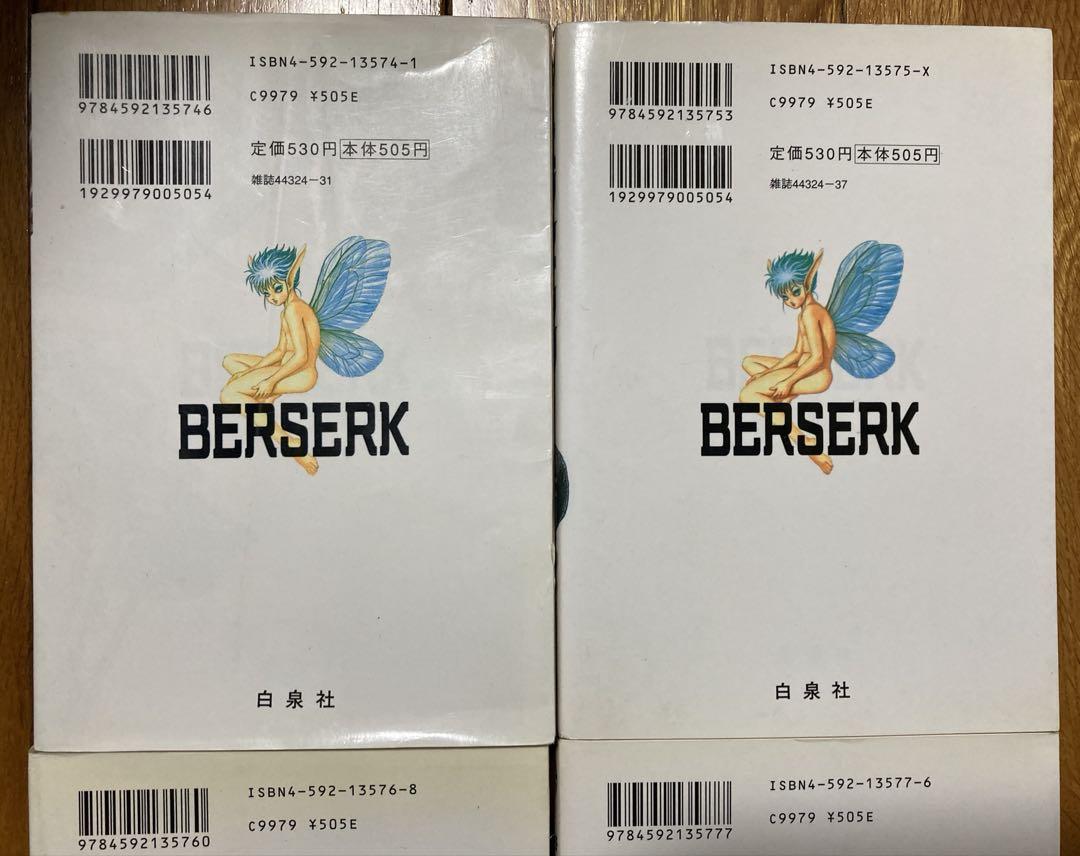 ISBN4-592-13574-1
9784592135746
C9979 ¥505E
定価530円 本体505円
1929979005054
雑誌44324-31
BERSERK
白泉社
ISBN4-592-13575-X
9784592135753
C9979 ¥505E
定価530円 本体505円
1929979005054
雑誌44324-37
BERSERK
白泉社
ISBN4-592-13576-8
9784592135760
C9979 ¥505E
ISBN4-592-13577-6
9784592135777
C9979 ¥505E